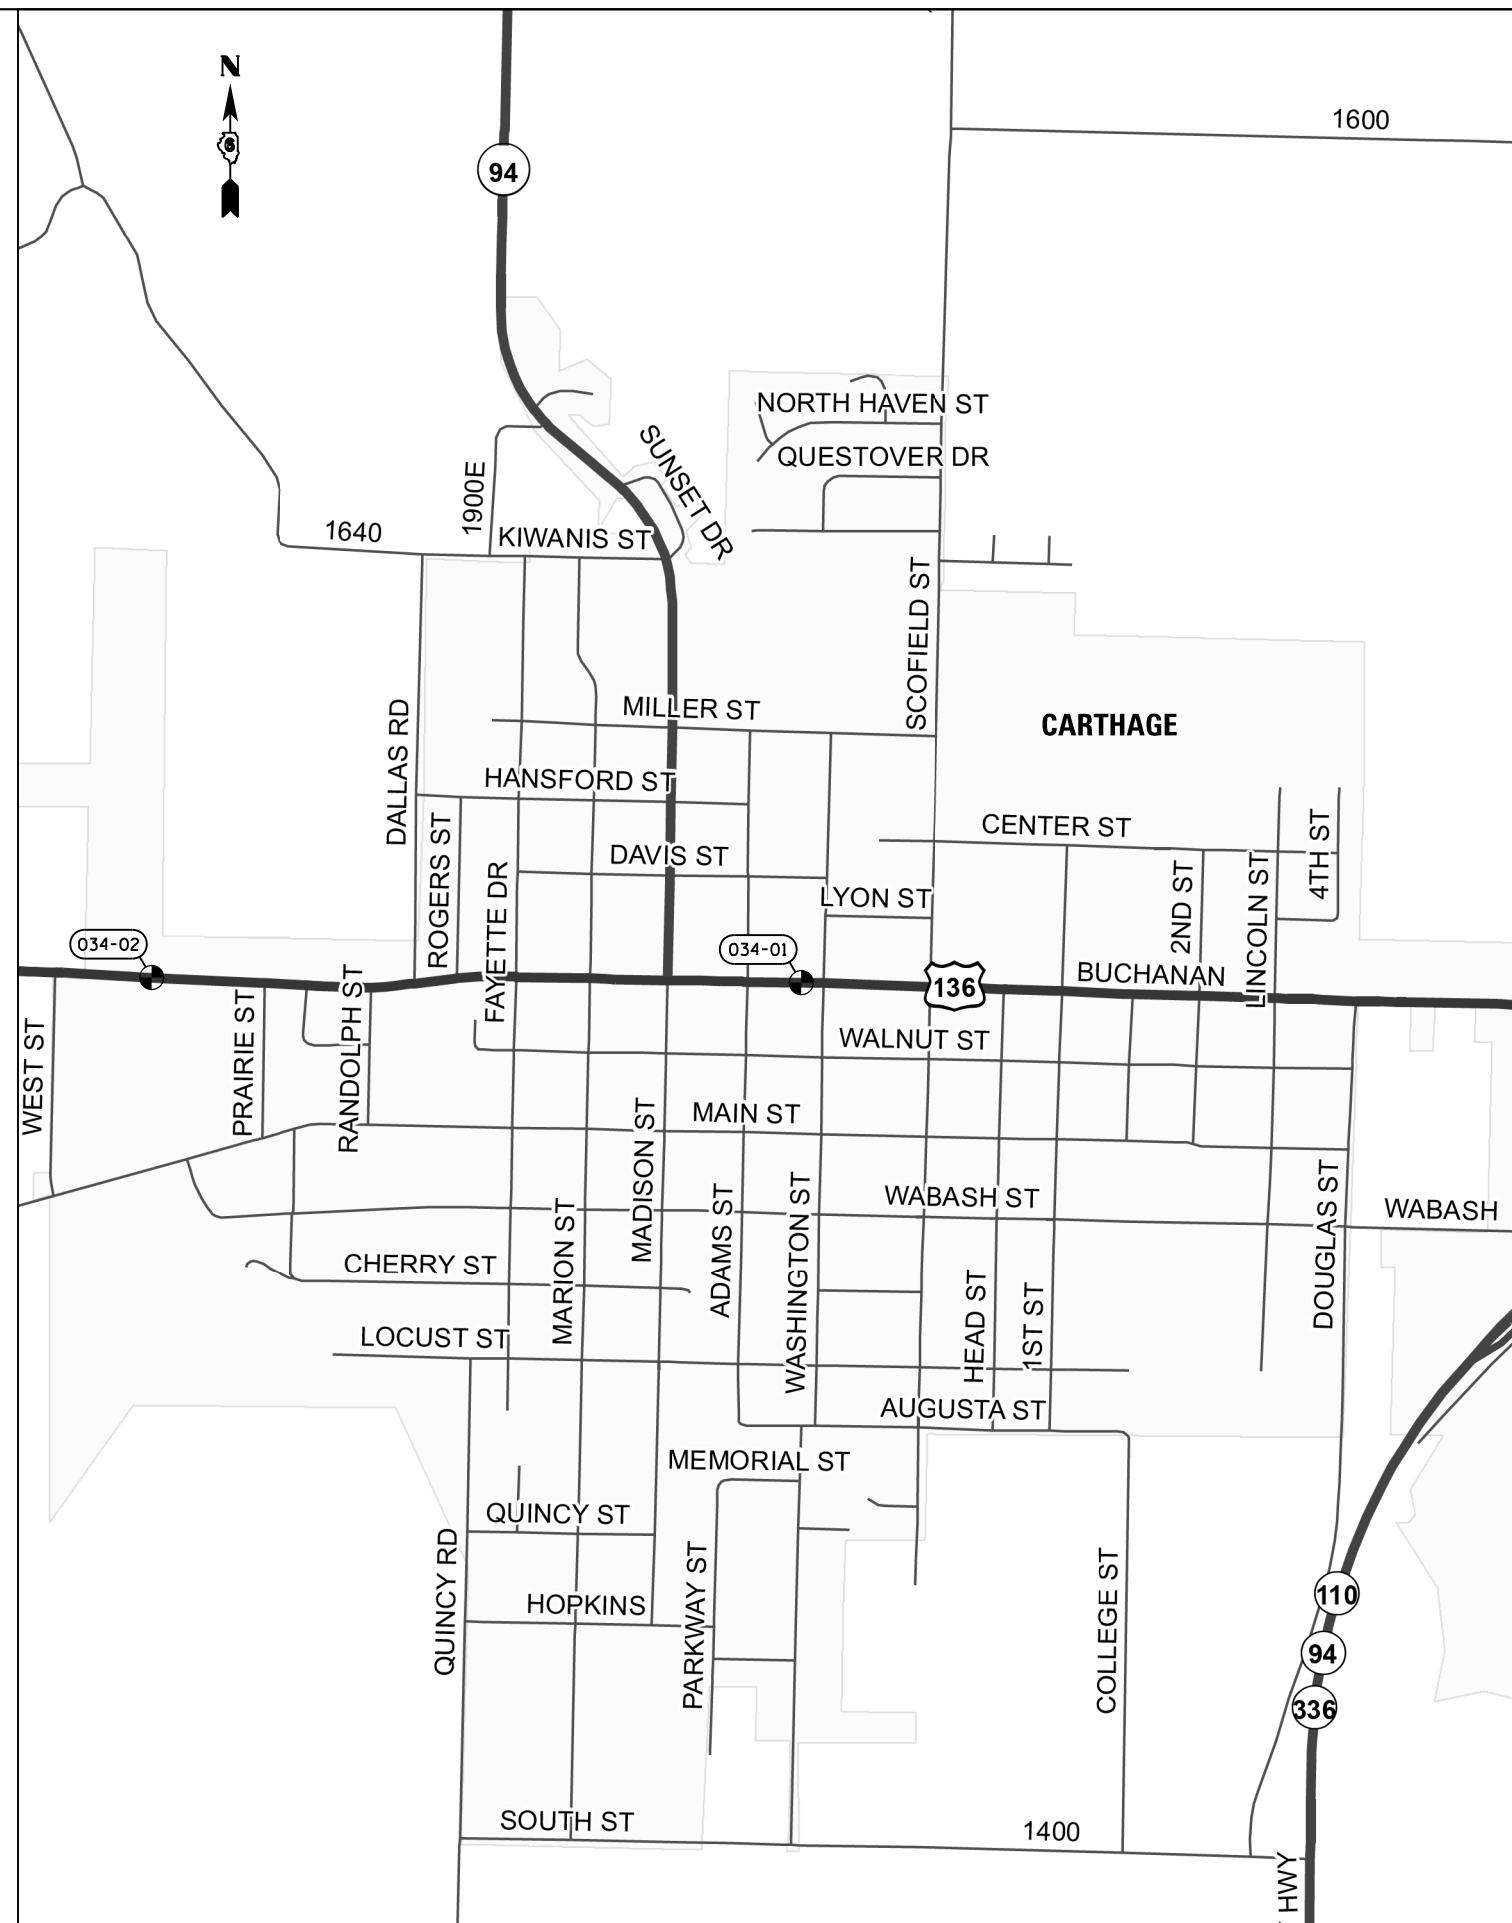 N
6
1600
94
NORTH HAVEN ST
QUESTOVER DR
SUNSET DR
1900E
1640
KIWANIS ST
SCOFIELD ST
MILLER ST
CARTHAGE
DALLAS RD
HANSFORD ST
ROGERS ST
CENTER ST
4TH ST
DAVIS ST
FAYETTE DR
LYON ST
2ND ST
LINCOLN ST
034-02
034-01
BUCHANAN
136
WEST ST
PRAIRIE ST
RANDOLPH ST
WALNUT ST
MAIN ST
MADISON ST
WABASH ST
WABASH
DOUGLAS ST
MARION ST
ADAMS ST
WASHINGTON ST
CHERRY ST
HEAD ST
1ST ST
LOCUST ST
AUGUSTA ST
MEMORIAL ST
QUINCY ST
QUINCY RD
PARKWAY ST
COLLEGE ST
HOPKINS
110
94
336
SOUTH ST
1400
HWY